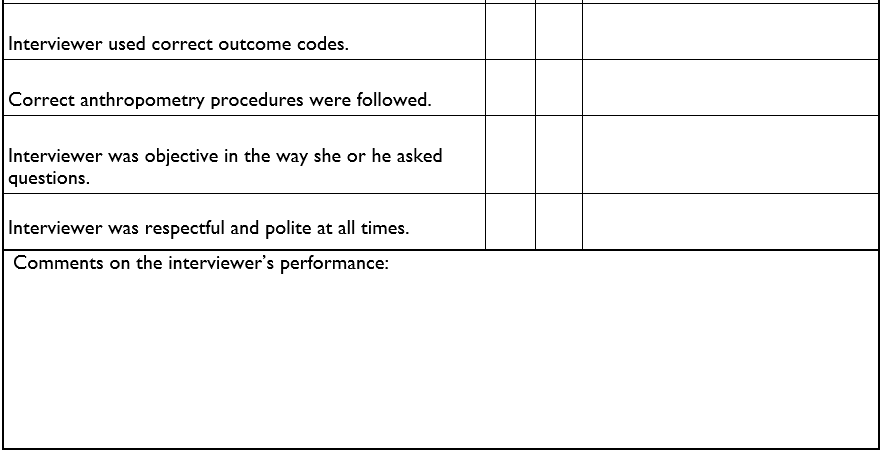 Interviewer used correct outcome codes.
Correct anthropometry procedures were followed.
Interviewer was objective in the way she or he asked
questions.
Interviewer was respectful and polite at all times.
Comments on the interviewer’s performance: